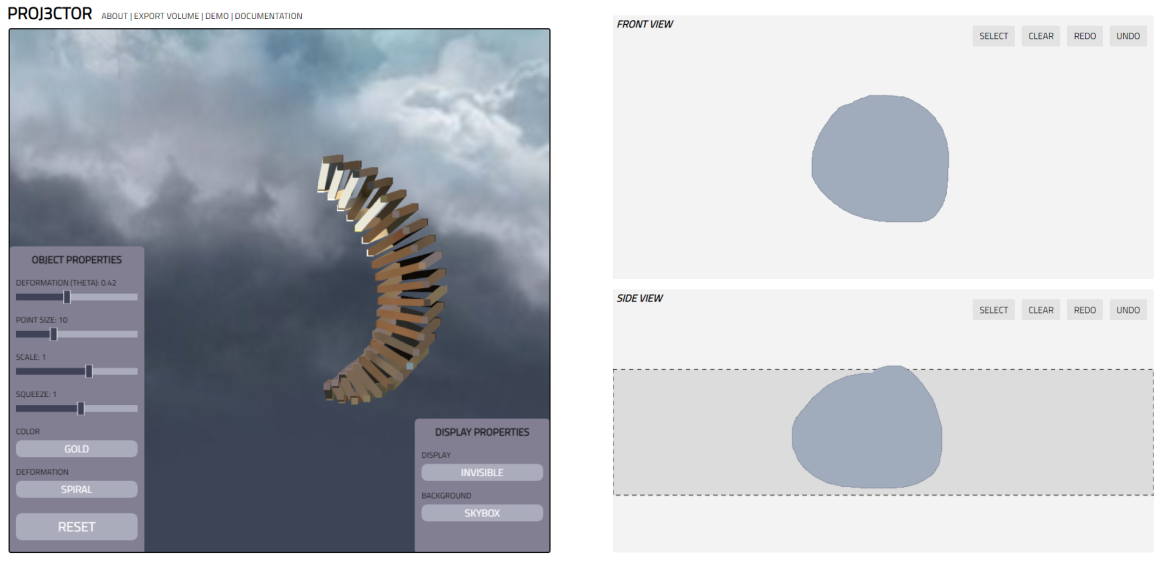 PROJ3CTOR ABOUT | EXPORT VOLUME | DEMO | DOCUMENTATION
OBJECT PROPERTIES
DEFORMATION (THETA): 0.42
POINT SIZE: 10
SCALE: 1
SQUEEZE: 1
COLOR
GOLD
DEFORMATION
SPIRAL
RESET
DISPLAY PROPERTIES
DISPLAY
INVISIBLE
BACKGROUND
SKYBOX
FRONT VIEW
SELECT CLEAR REDO UNDO
SIDE VIEW
SELECT CLEAR REDO UNDO